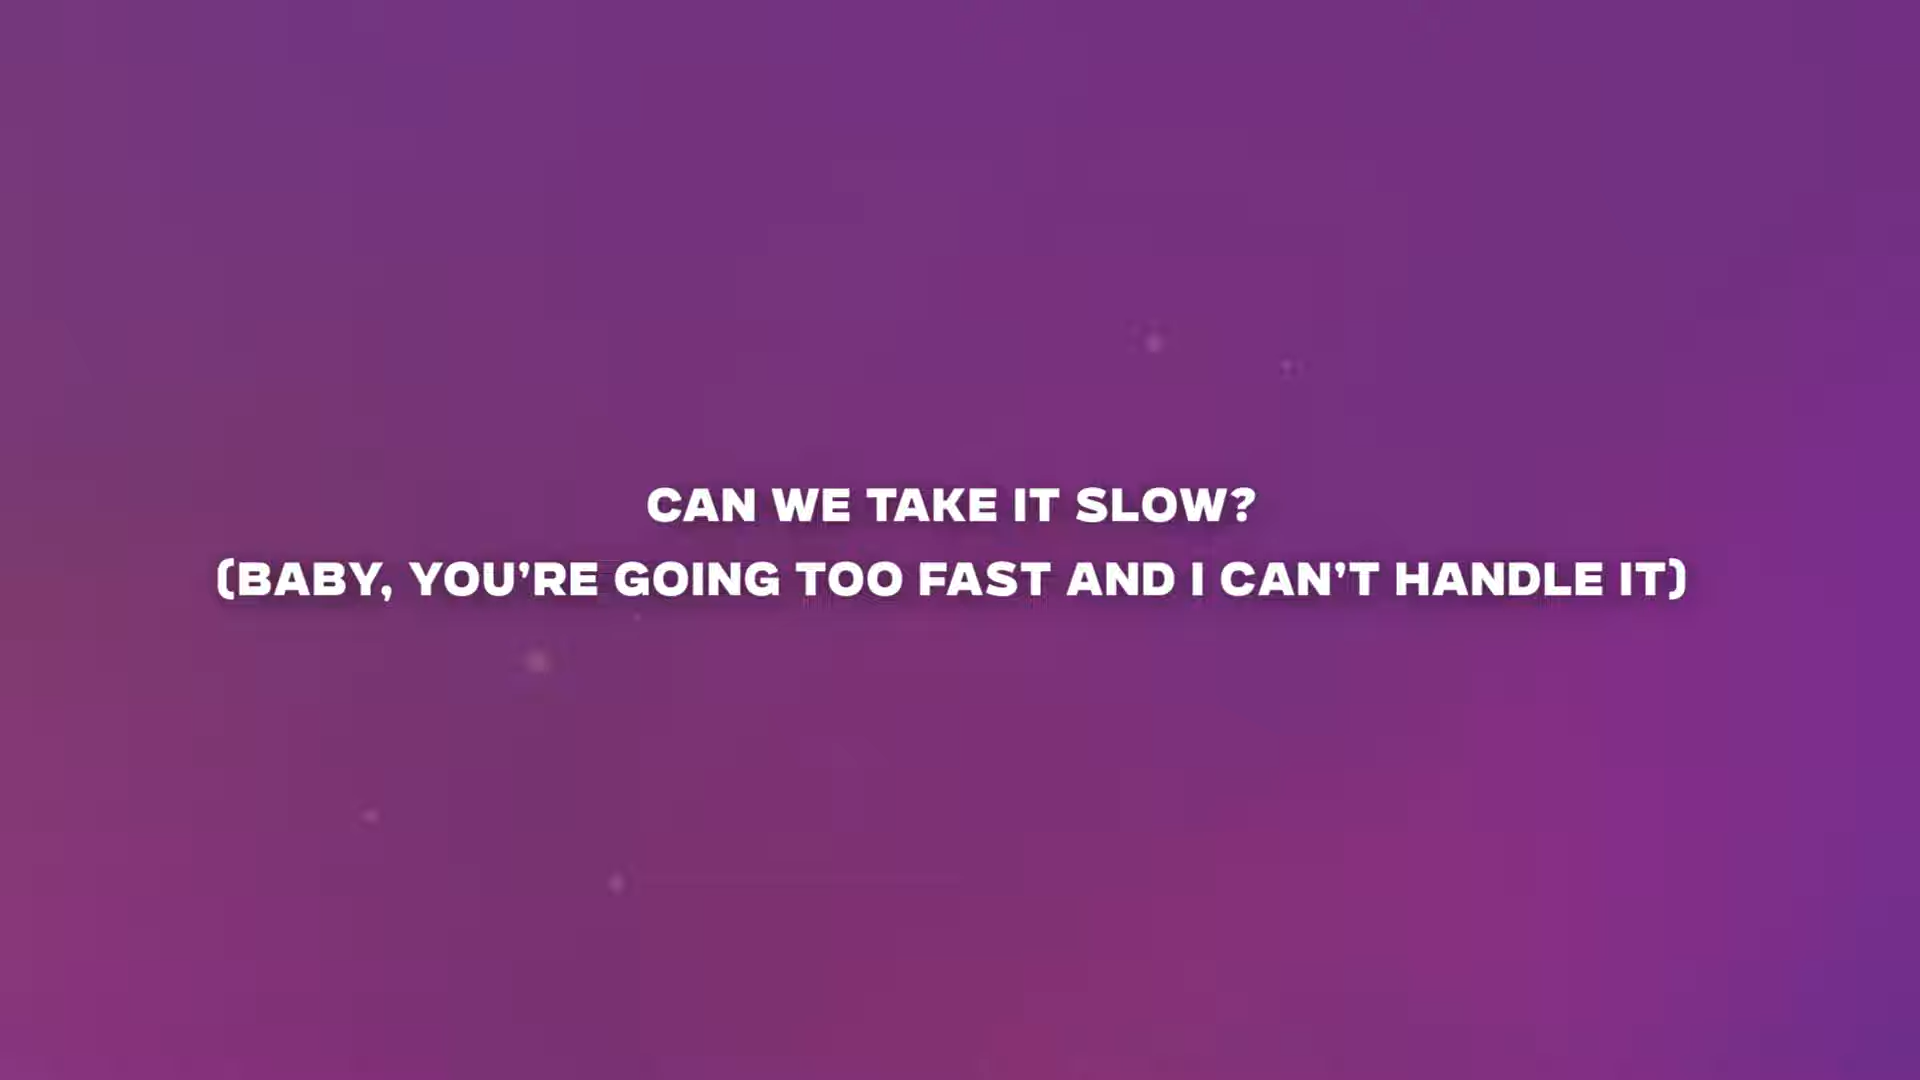 CAN WE TAKE IT SLOW?
(BABY, YOU’RE GOING TOO FAST AND I CAN’T HANDLE IT)